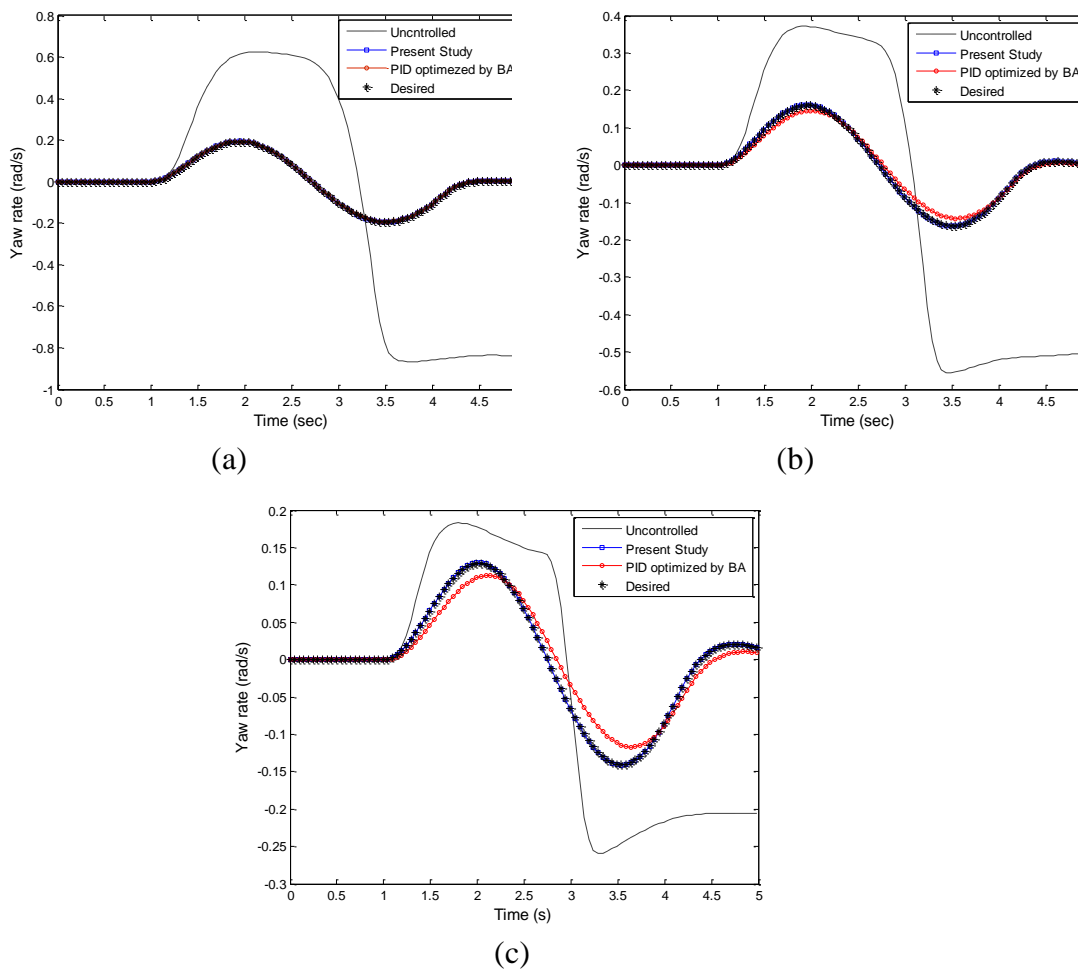 0.8
0.6
0.4
0.2
0
-0.2
-0.4
-0.6
-0.8
-1
Yaw rate (rad/s)
0 0.5 1 1.5 2 2.5 3 3.5 4 4.5
Time (sec)
Uncntrolled
Present Study
PID optimezed by BA
Desired
(a)
0.4
0.3
0.2
0.1
0
-0.1
-0.2
-0.3
-0.4
-0.5
-0.6
Yaw rate (rad/s)
0 0.5 1 1.5 2 2.5 3 3.5 4 4.5
Time (sec)
Uncontrolled
Present Study
PID optimized by BA
Desired
(b)
0.2
0.15
0.1
0.05
0
-0.05
-0.1
-0.15
-0.2
-0.25
-0.3
Yaw rate (rad/s)
0 0.5 1 1.5 2 2.5 3 3.5 4 4.5 5
Time (s)
Uncontrolled
Present Study
PID optimized by BA
Desired
(c)